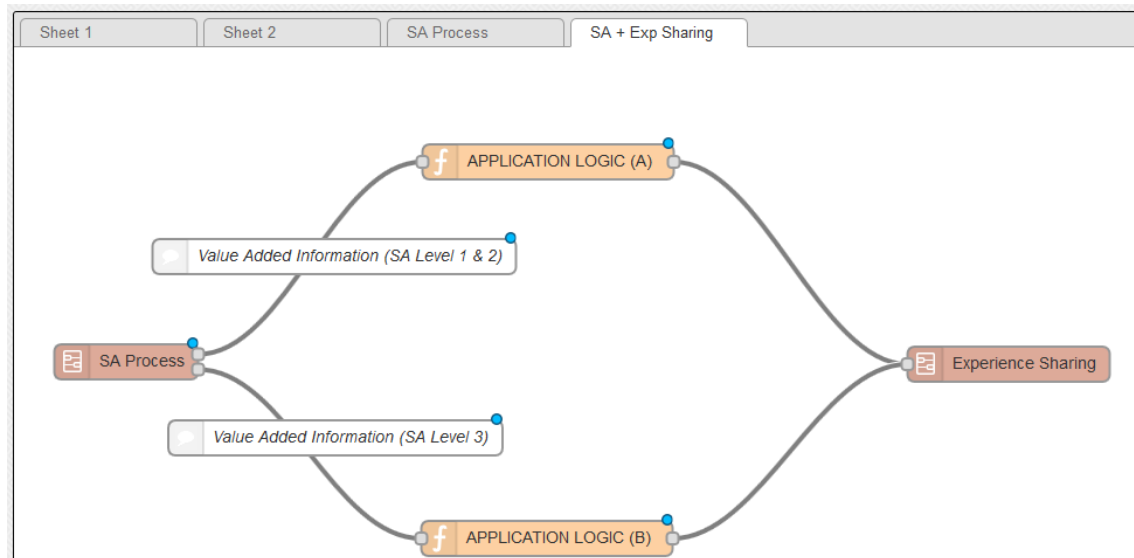 Sheet 1
Sheet 2
SA Process
SA + Exp Sharing
APPLICATION LOGIC (A)
Value Added Information (SA Level 1 & 2)
SA Process
Experience Sharing
Value Added Information (SA Level 3)
APPLICATION LOGIC (B)